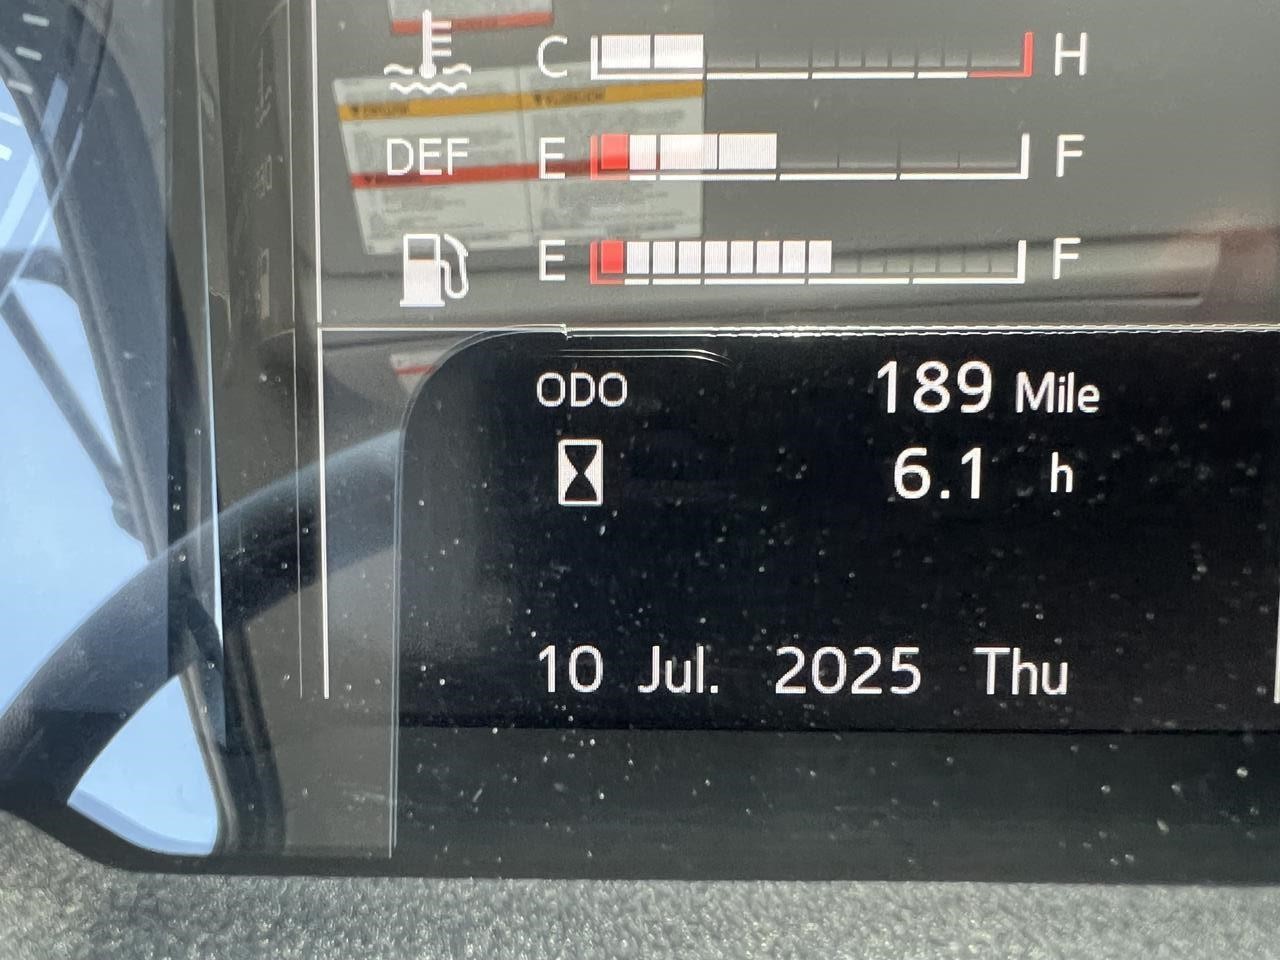 C H
DEF E F
E F
ODO 189 Mile
6.1 h
10 Jul. 2025 Thu